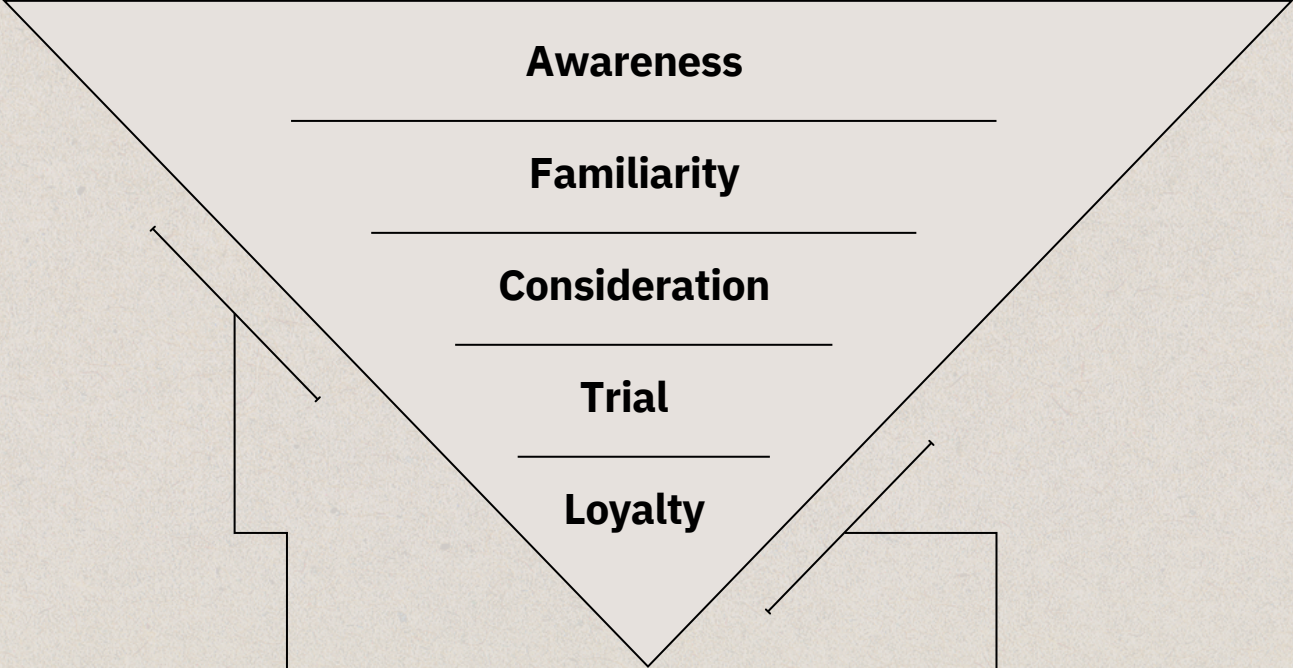 Awareness
Familiarity
Consideration
Trial
Loyalty